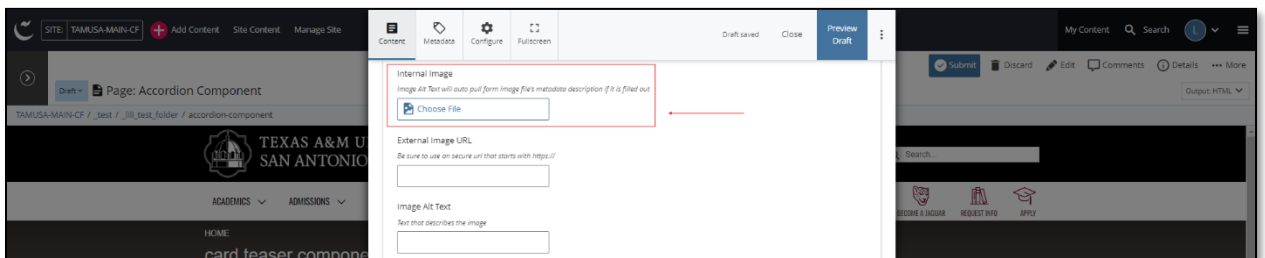 SITE: TAMUSA-MAIN-CF Add Content Site Content Manage Site
Content Metadata Configure Fullscreen
Draft saved Close Preview Draft
My Content Search L
Submit Discard Edit Comments Details More
Draft Page: Accordion Component
Output: HTML
TAMUSA-MAIN-CF / _test / _lili_test_folder / accordion-component
Internal Image
Image Alt Text will auto pull form image file's metadata description if it is filled out
Choose File
External Image URL
Be sure to use an secure url that starts with https://
Image Alt Text
Text that describes the image
TEXAS A&M U
SAN ANTONIO
Search...
ACADEMICS ADMISSIONS
BECOME A JAGUAR REQUEST INFO APPLY
HOME
card teaser compone